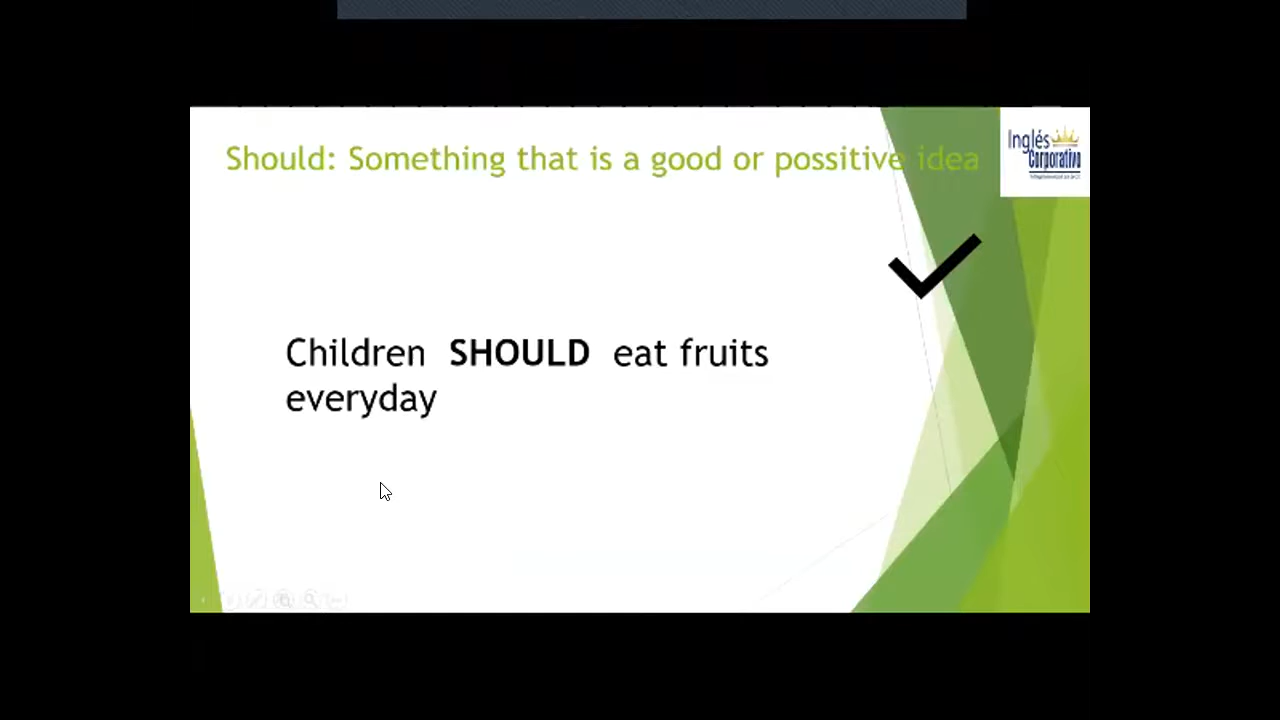 Should: Something that is a good or possitive idea
Inglés
Corporativo
Children SHOULD eat fruits
everyday